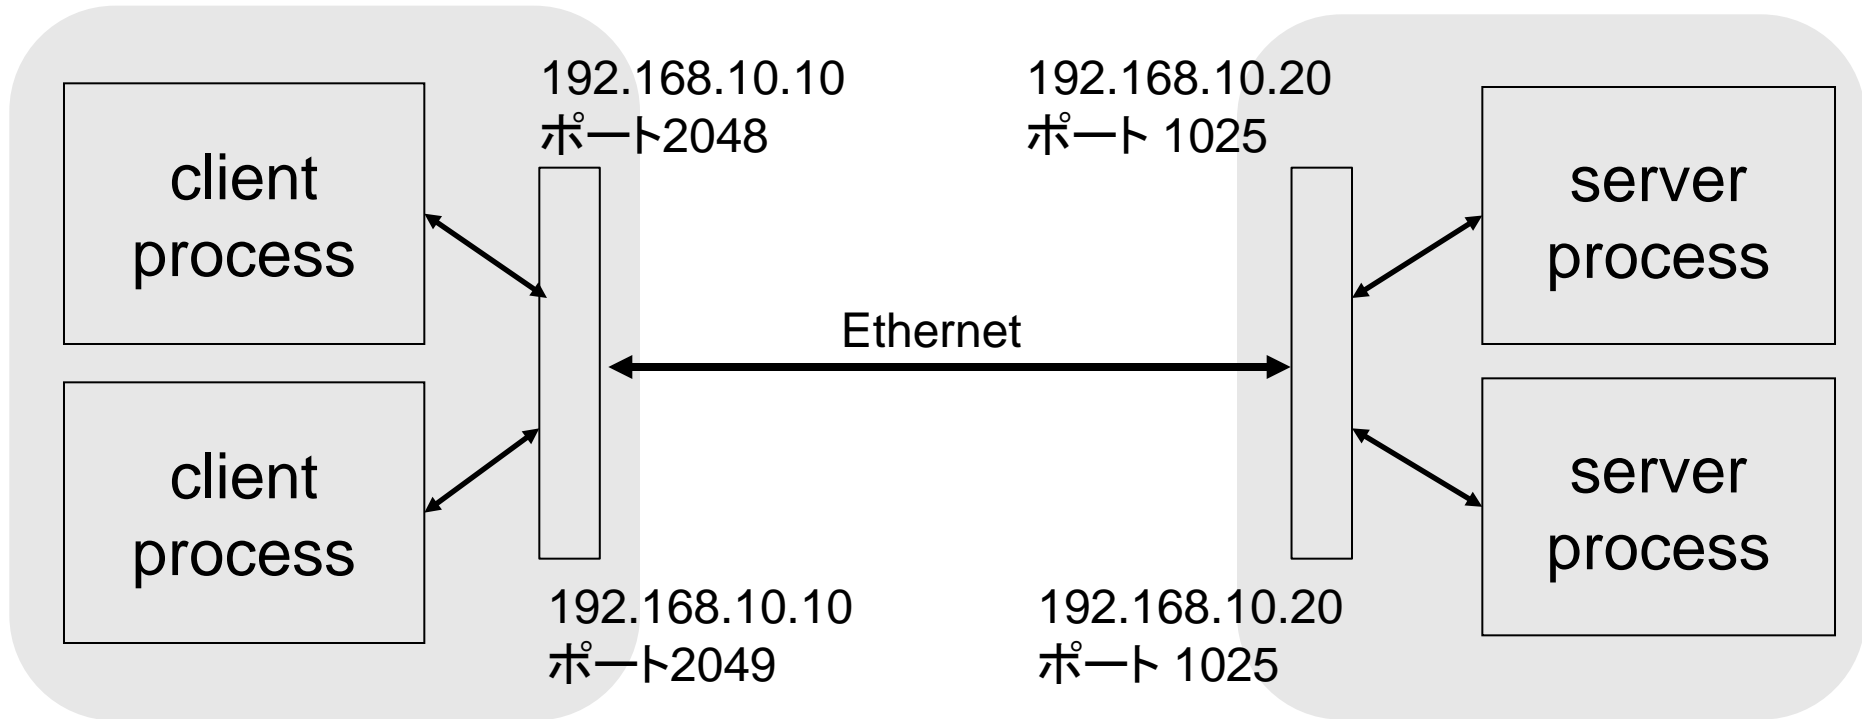 192.168.10.10
ポート2048
192.168.10.20
ポート 1025
client
process
server
process
Ethernet
client
process
server
process
192.168.10.10
ポート2049
192.168.10.20
ポート 1025